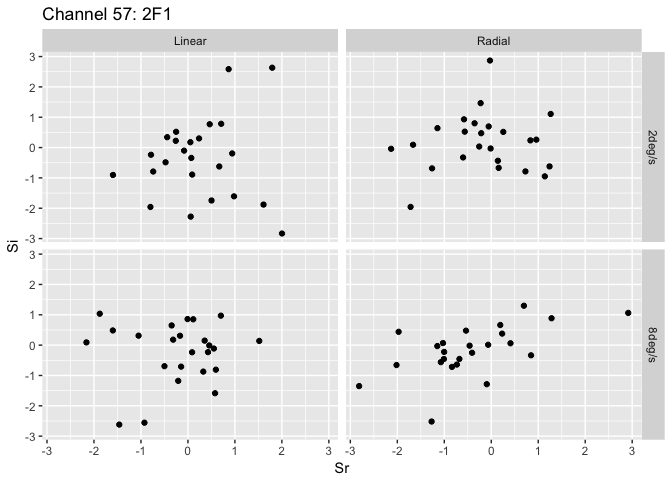 Channel 57: 2F1
Linear
Radial
3
2
1
0
-1
-2
-3
2deg/s
Si
3
2
1
0
-1
-2
-3
8deg/s
-3 -2 -1 0 1 2 3 -3 -2 -1 0 1 2 3
Sr